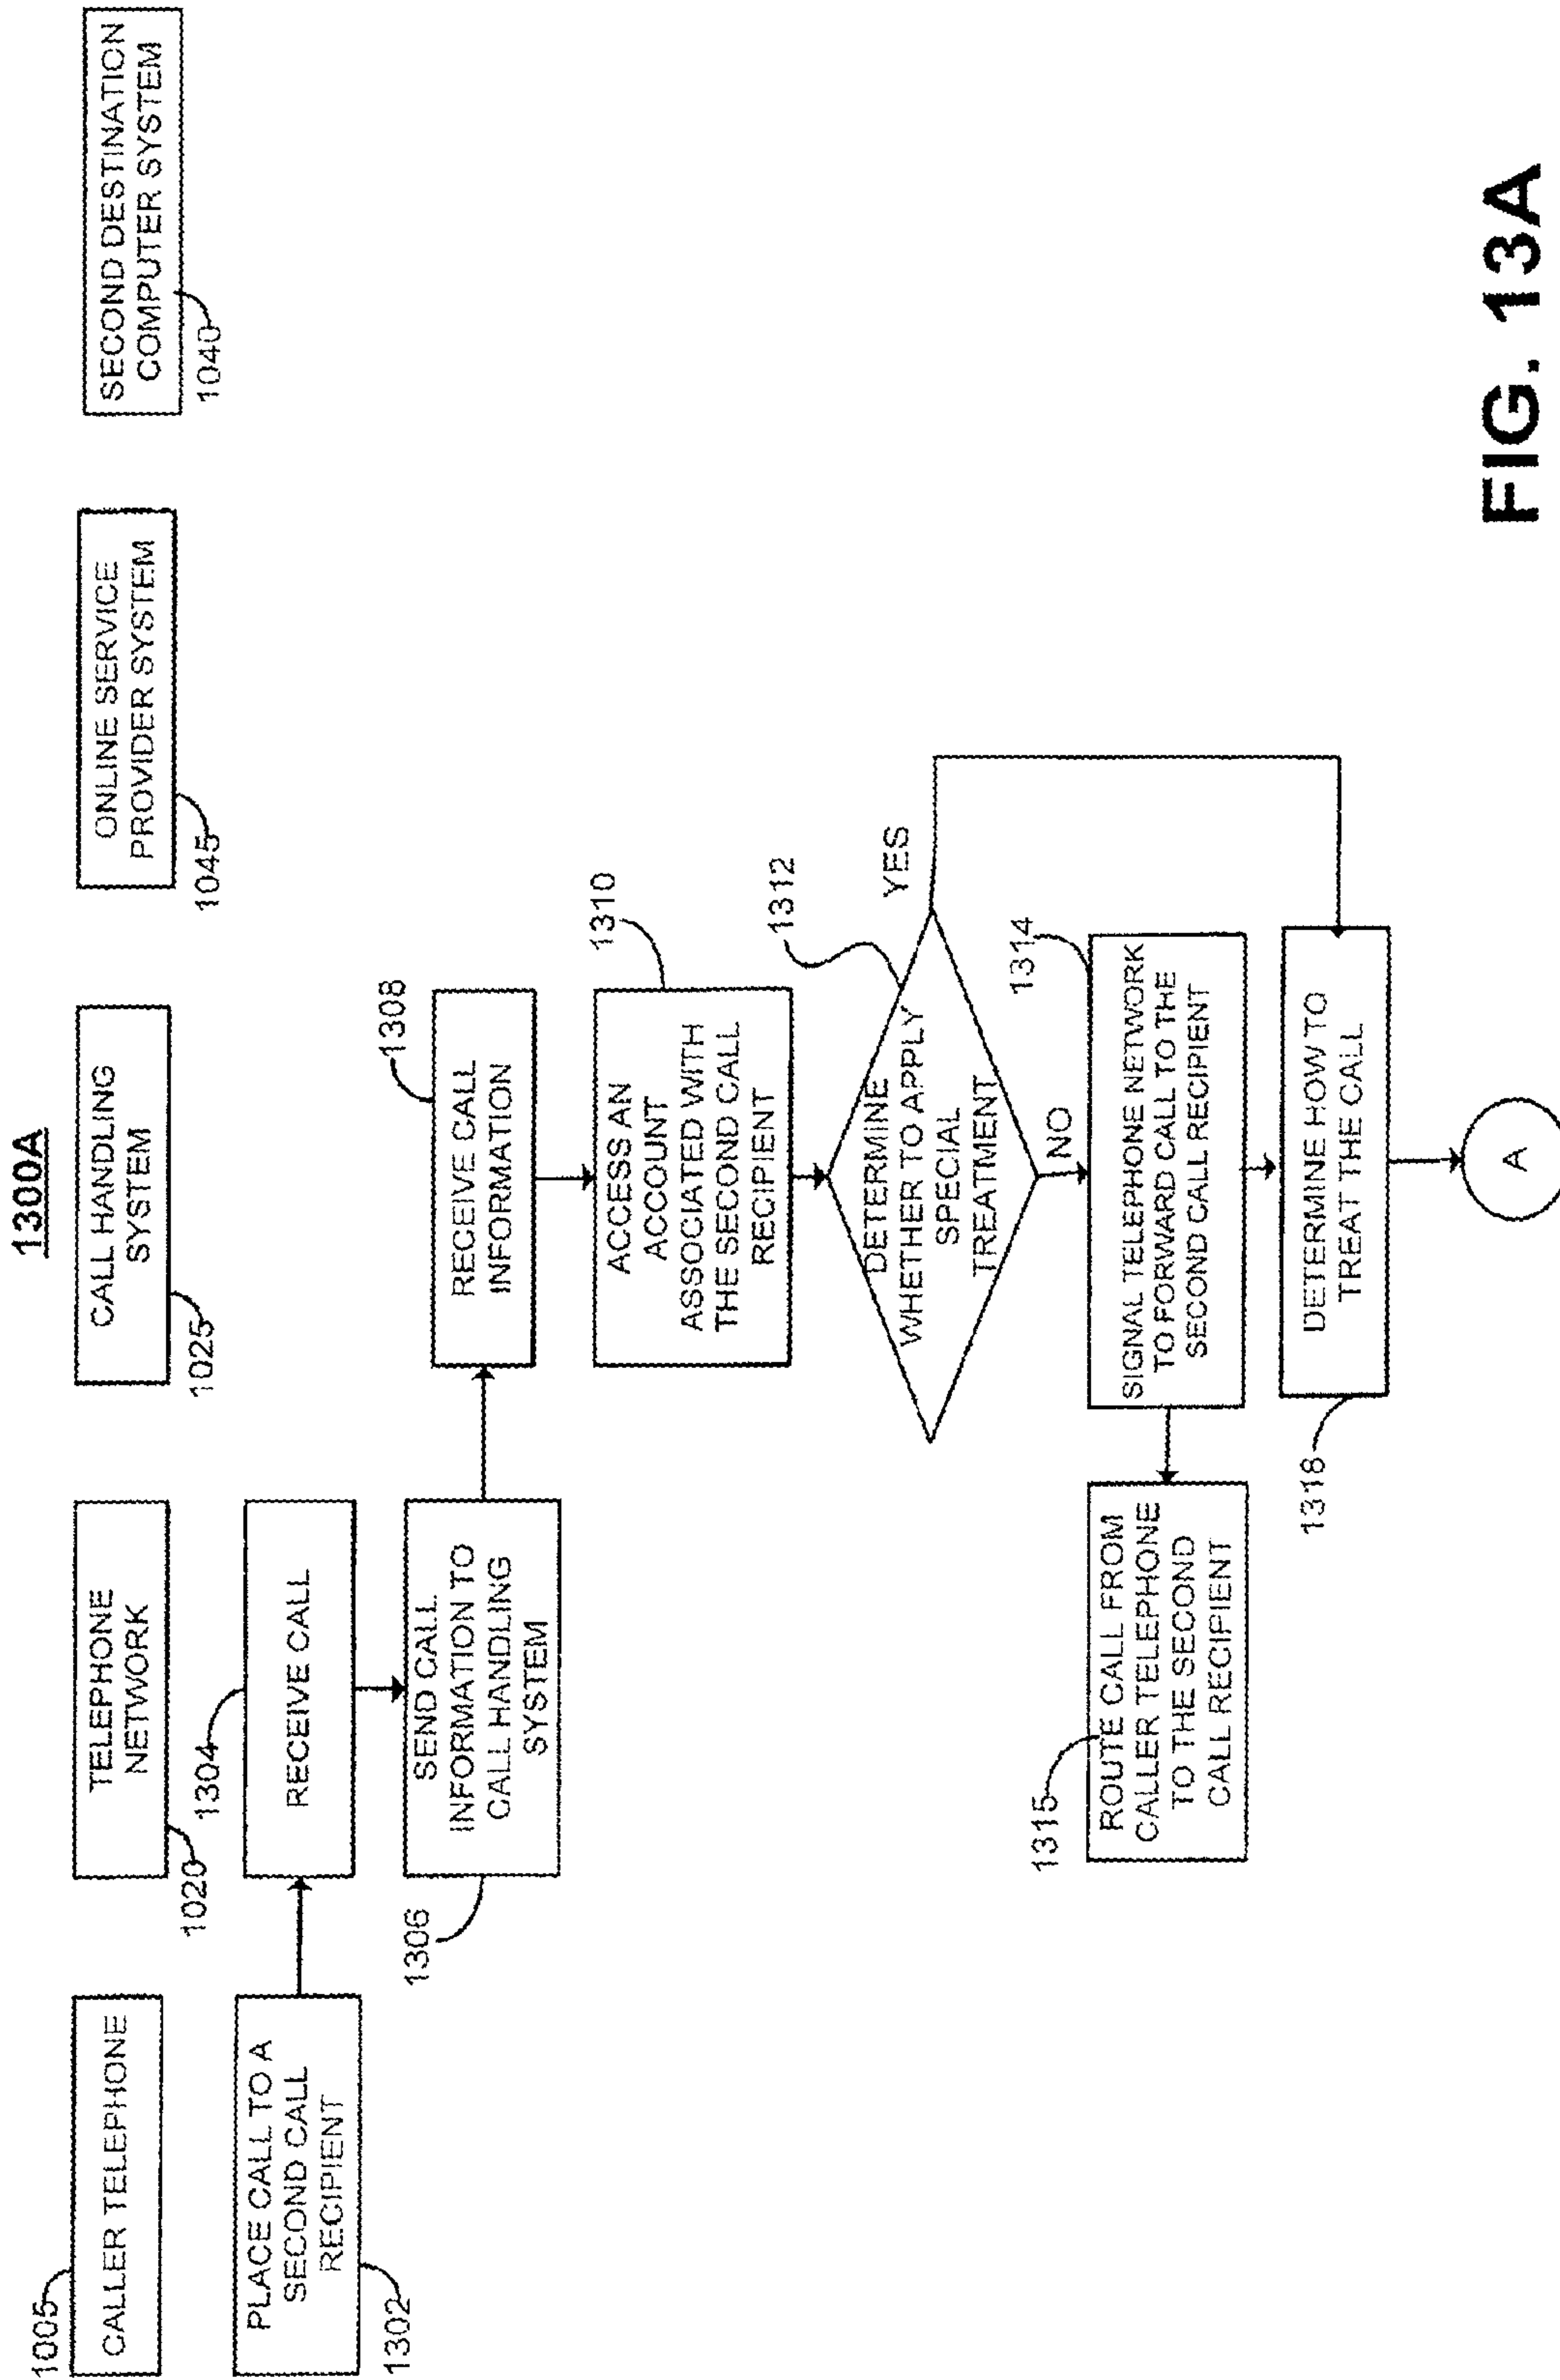 1300A
1005
CALLER TELEPHONE
TELEPHONE
NETWORK
1020
CALL HANDLING
SYSTEM
1025
ONLINE SERVICE
PROVIDER SYSTEM
1045
SECOND DESTINATION
COMPUTER SYSTEM
1040
PLACE CALL TO A
SECOND CALL
RECIPIENT
1302
1304
RECEIVE CALL
SEND CALL
INFORMATION TO
CALL HANDLING
SYSTEM
1306
1308
RECEIVE CALL
INFORMATION
1310
ACCESS AN
ACCOUNT
ASSOCIATED WITH
THE SECOND CALL
RECIPIENT
1312
DETERMINE
WHETHER TO APPLY
SPECIAL
TREATMENT
YES
NO
1314
SIGNAL TELEPHONE NETWORK
TO FORWARD CALL TO THE
SECOND CALL RECIPIENT
1315
ROUTE CALL FROM
CALLER TELEPHONE
TO THE SECOND
CALL RECIPIENT
1318
DETERMINE HOW TO
TREAT THE CALL
A
FIG. 13A